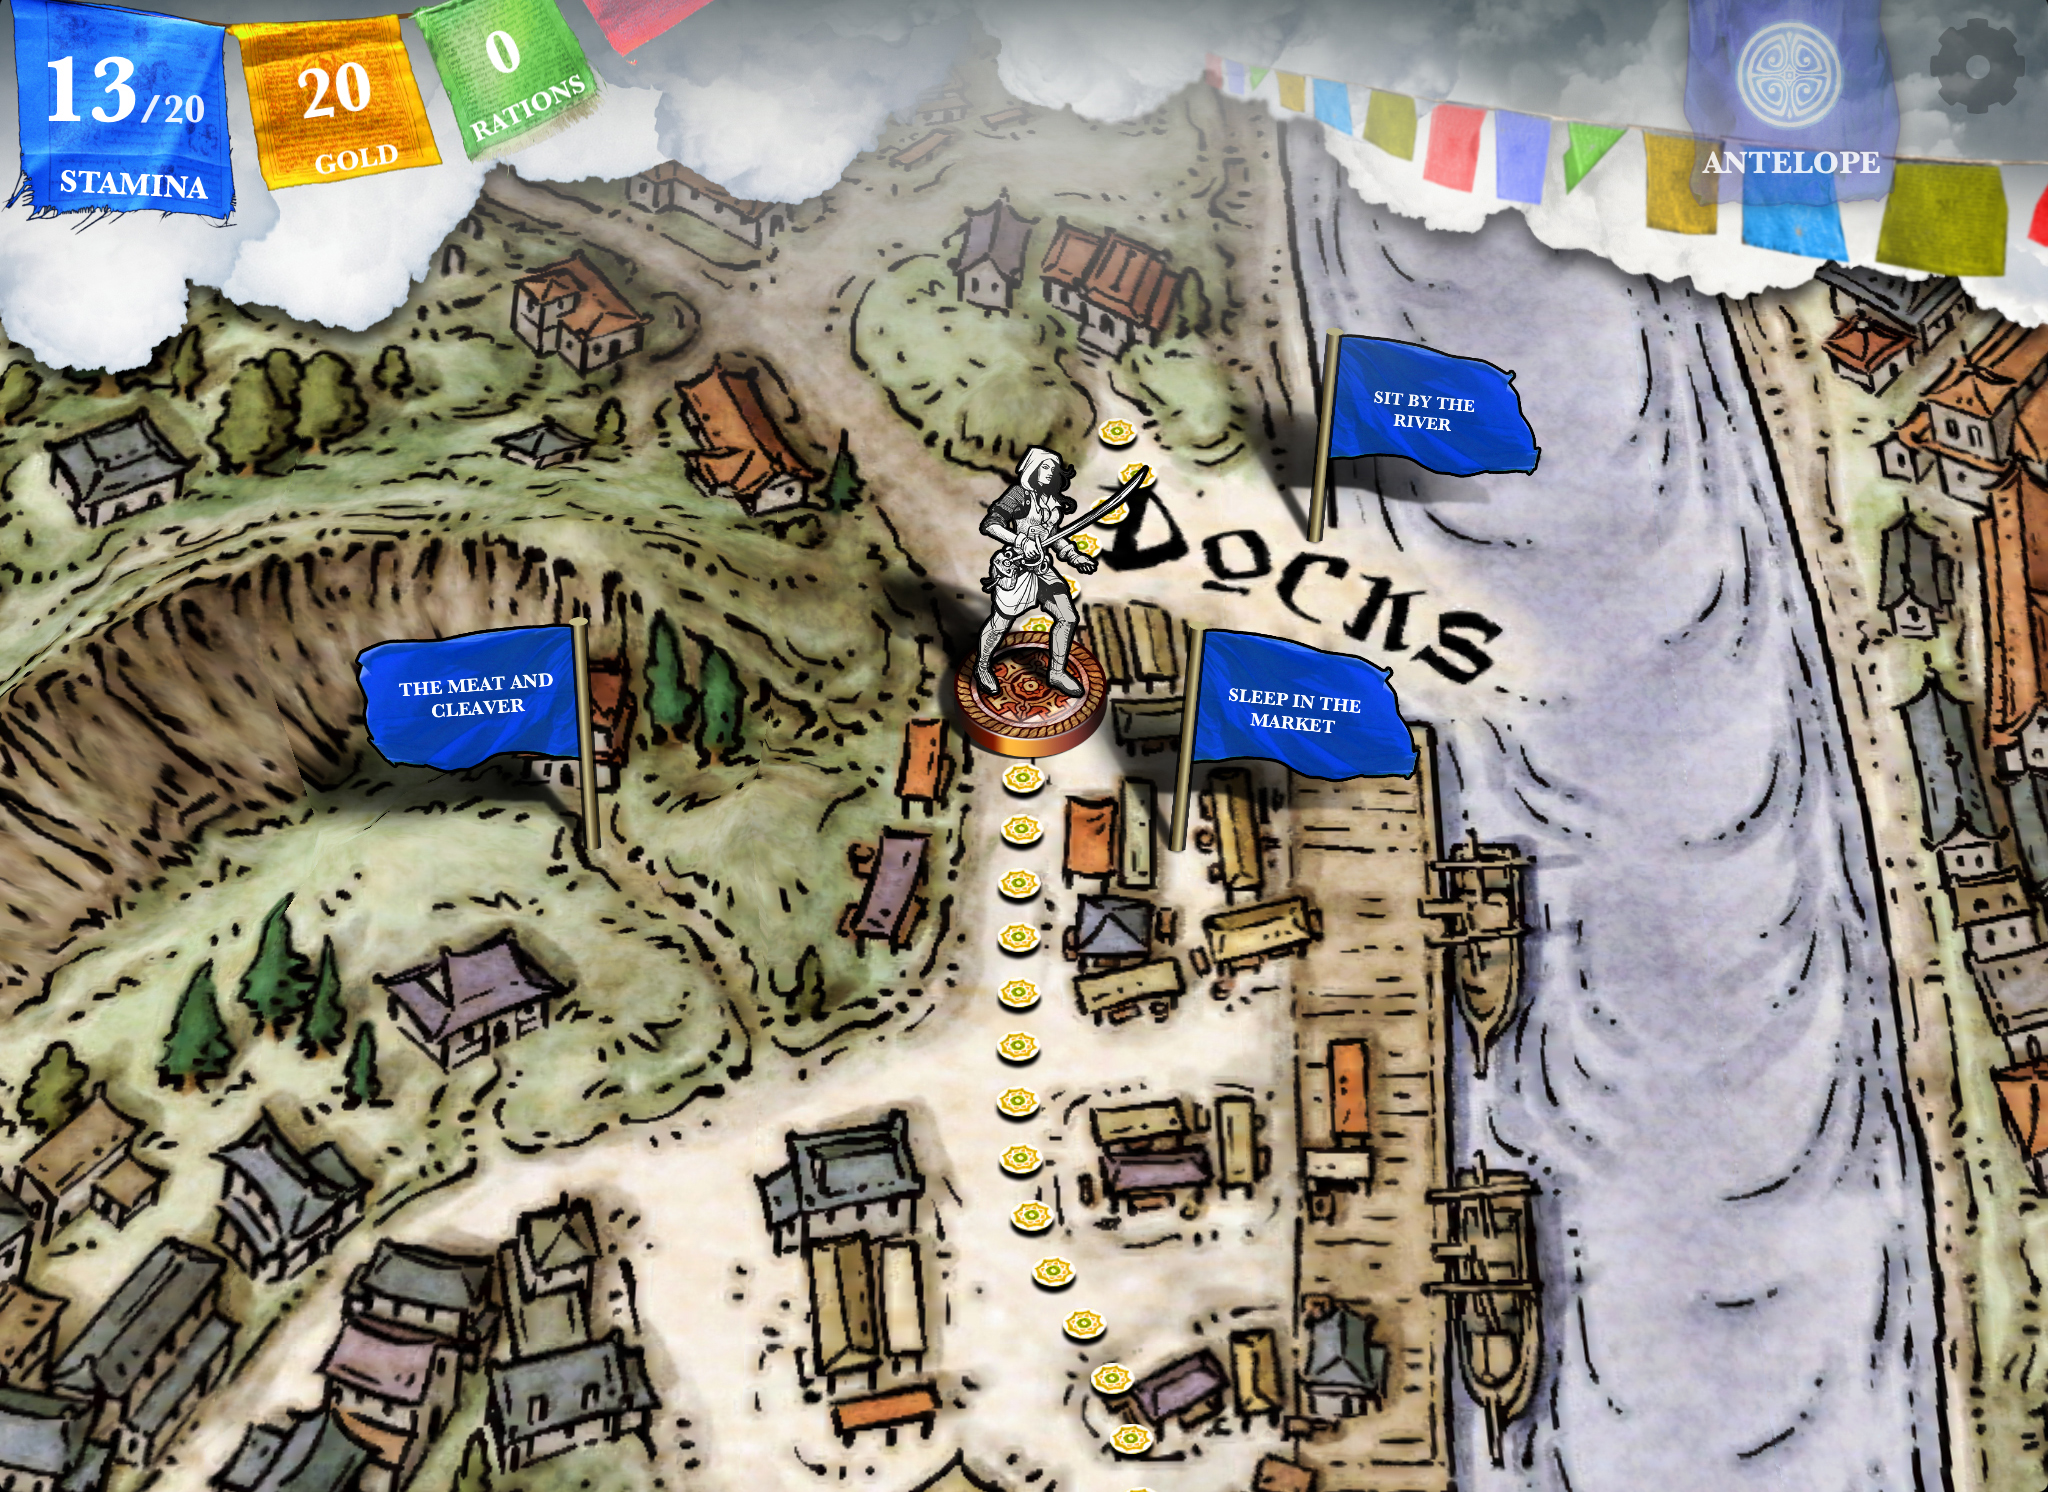 13/20
STAMINA
20
GOLD
0
RATIONS
ANTELOPE
SIT BY THE
RIVER
DOCKS
THE MEAT AND
CLEAVER
SLEEP IN THE
MARKET